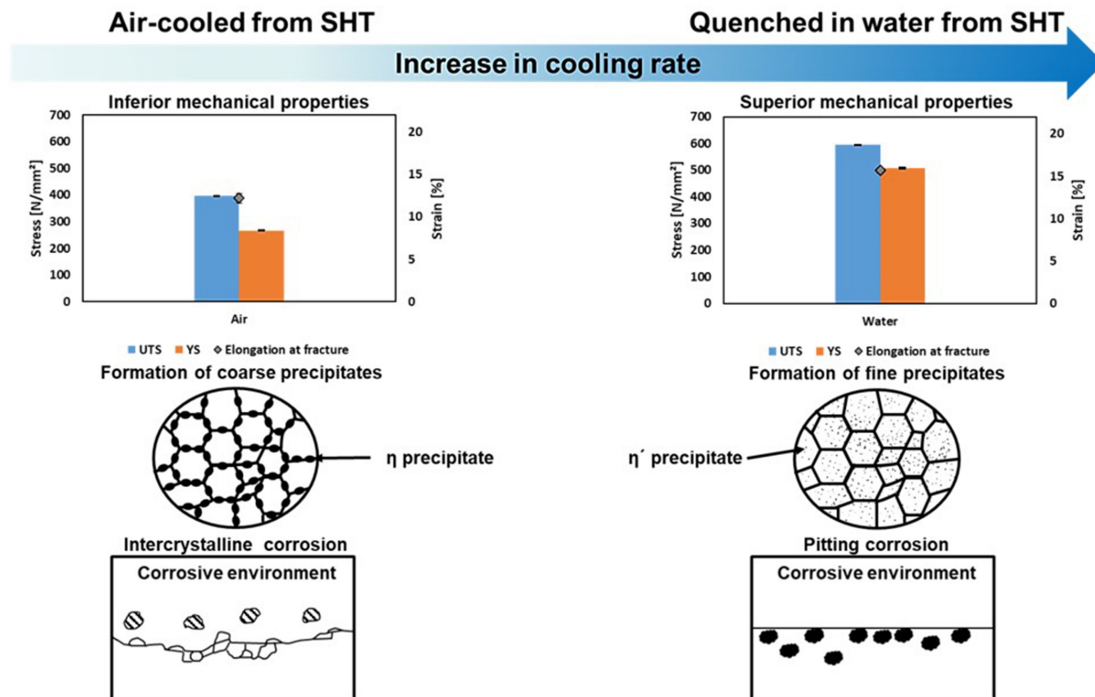 Air-cooled from SHT
Quenched in water from SHT
Increase in cooling rate
Inferior mechanical properties
700
600
500
400
300
200
100
0
Stress [N/mm²]
20
15
10
5
0
Strain [%]
Air
UTS YS Elongation at fracture
Superior mechanical properties
700
600
500
400
300
200
100
0
Stress [N/mm²]
20
15
10
5
0
Strain [%]
Water
UTS YS Elongation at fracture
Formation of coarse precipitates
η precipitate
Formation of fine precipitates
η´ precipitate
Intercrystalline corrosion
Corrosive environment
Pitting corrosion
Corrosive environment